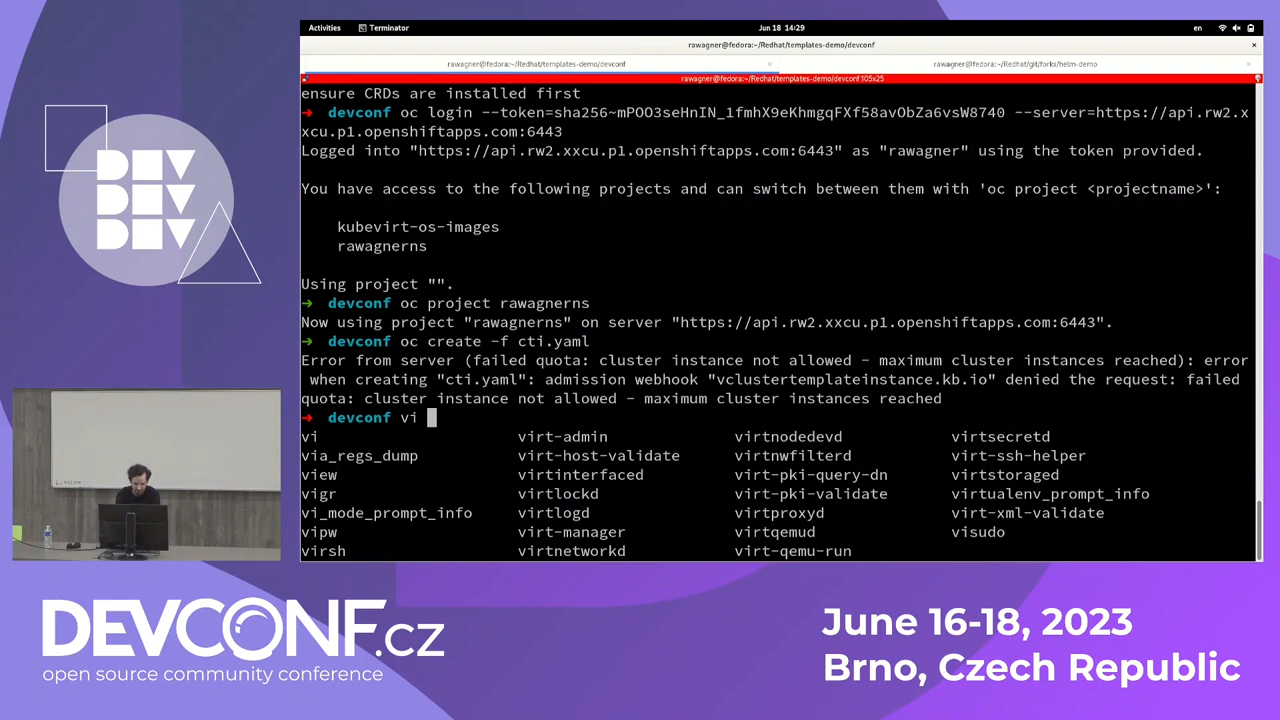 Activities
Terminator
Jun 18 14:29
en
rawagner@fedora:~/Redhat/templates-demo/devconf
rawagner@fedora:~/Redhat/templates-demo/devconf
rawagner@fedora:~/Redhat/git/forks/helm-demo
rawagner@fedora:~/Redhat/templates-demo/devconf 105x25
ensure CRDs are installed first
→ devconf oc login --token=sha256~mPOO3seHnIN_1fmhX9eKhmgqFXf58avObZa6vsW8740 --server=https://api.rw2.x
xcu.p1.openshiftapps.com:6443
Logged into "https://api.rw2.xxcu.p1.openshiftapps.com:6443" as "rawagner" using the token provided.
You have access to the following projects and can switch between them with 'oc project <projectname>':
kubevirt-os-images
rawagnerns
Using project "".
→ devconf oc project rawagnerns
Now using project "rawagnerns" on server "https://api.rw2.xxcu.p1.openshiftapps.com:6443".
→ devconf oc create -f cti.yaml
Error from server (failed quota: cluster instance not allowed - maximum cluster instances reached): error
when creating "cti.yaml": admission webhook "vclustertemplateinstance.kb.io" denied the request: failed
quota: cluster instance not allowed - maximum cluster instances reached
→ devconf vi
vi virt-admin virtnodedevd virtsecretd
via_regs_dump virt-host-validate virtnwfilterd virt-ssh-helper
view virtinterfaced virt-pki-query-dn virtstoraged
vigr virtlockd virt-pki-validate virtualenv_prompt_info
vi_mode_prompt_info virtlogd virtproxyd virt-xml-validate
vipw virt-manager virtqemud visudo
virsh virtnetworkd virt-qemu-run
DEV
DEV
DEV
DEVCONF.cz
open source community conference
June 16-18, 2023
Brno, Czech Republic